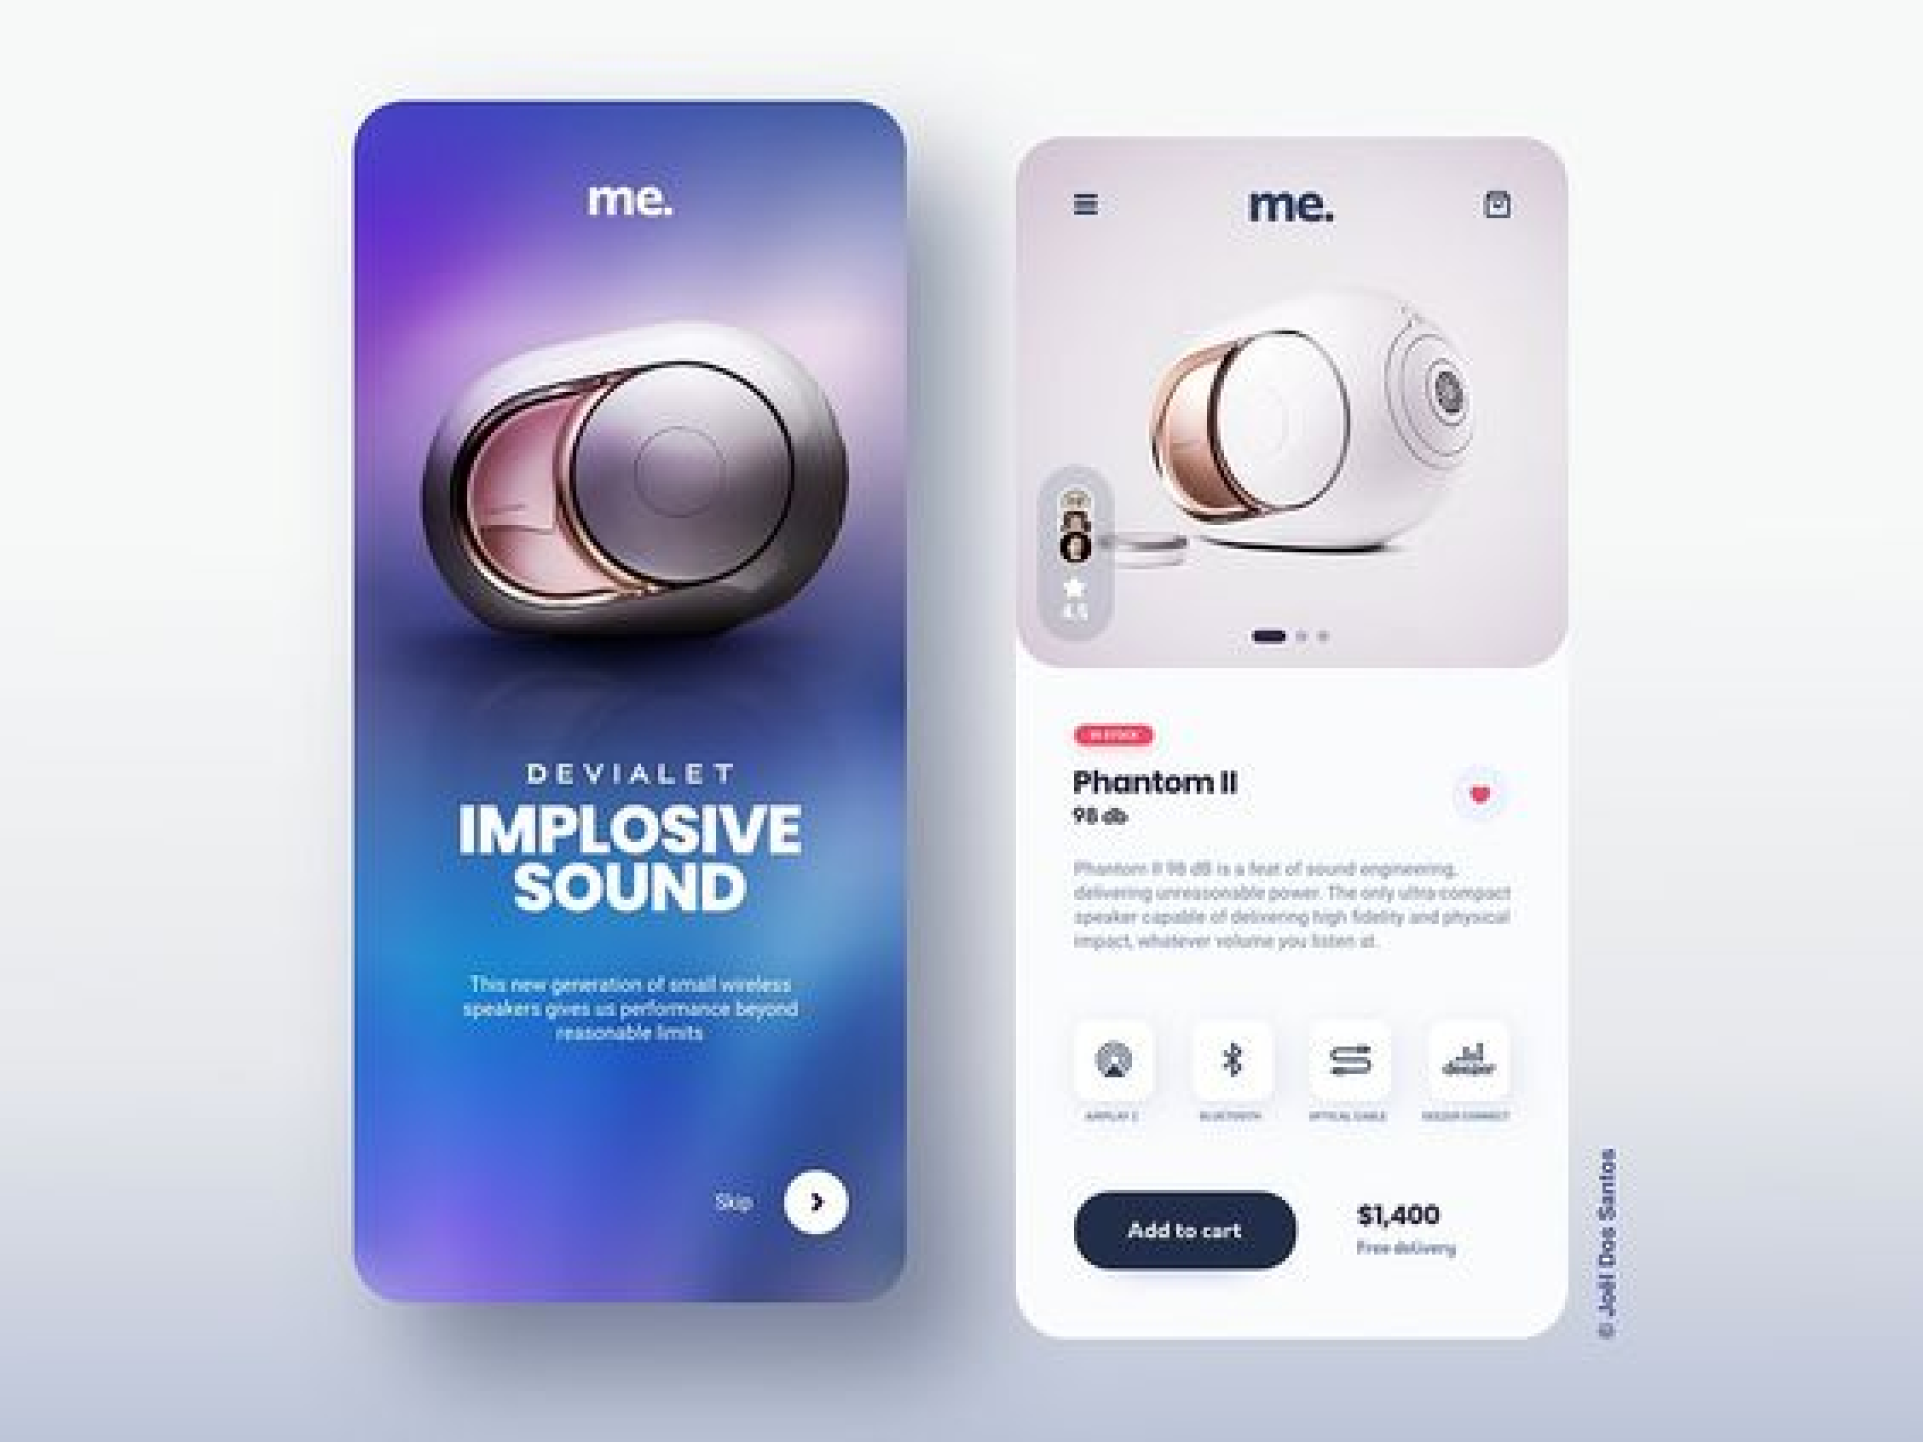 me.
DEVIALET
IMPLOSIVE
SOUND
This new generation of small wireless
speakers gives us performance beyond
reasonable limits
Skip
me.
4.5
IN STOCK
Phantom II
98 db
Phantom II 98 dB is a feat of sound engineering,
delivering unreasonable power. The only ultra-compact
speaker capable of delivering high fidelity and physical
impact, whatever volume you listen at.
deezer
AIRPLAY 2
BLUETOOTH
OPTICAL CABLE
DEEZER CONNECT
Add to cart
$1,400
Free delivery
© Joël Dos Santos